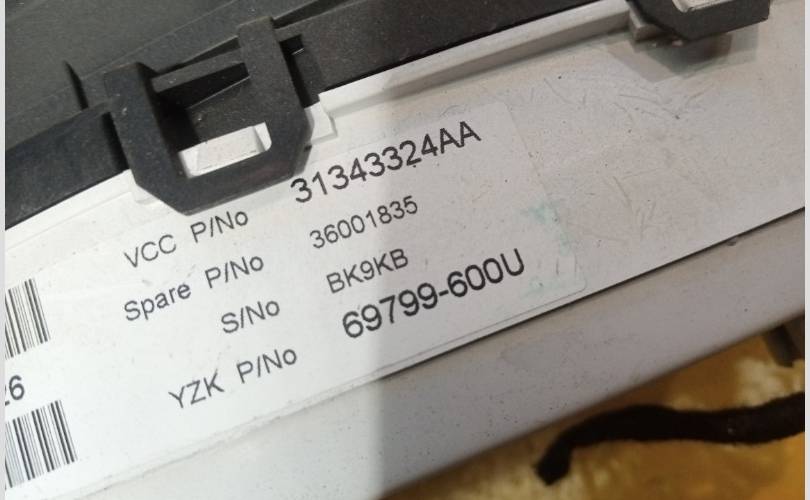 VCC P/No 31343324AA
Spare P/No 36001835
S/No BK9KB
YZK P/No 69799-600U